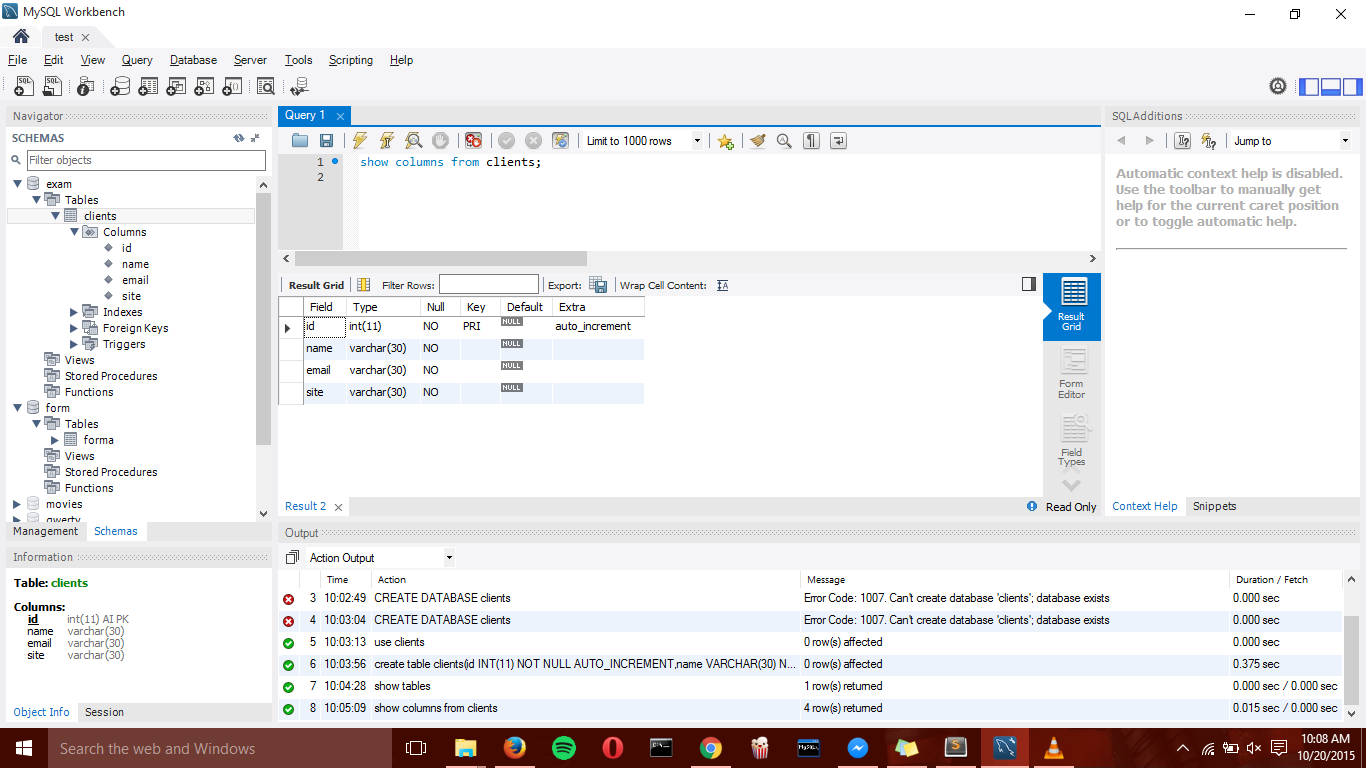 MySQL Workbench
test
File Edit View Query Database Server Tools Scripting Help
Navigator
SCHEMAS
Filter objects
exam
Tables
clients
Columns
id
name
email
site
Indexes
Foreign Keys
Triggers
Views
Stored Procedures
Functions
form
Tables
forma
Views
Stored Procedures
Functions
movies
qwerty
Management Schemas
Information
Table: clients
Columns:
id int(11) AI PK
name varchar(30)
email varchar(30)
site varchar(30)
Object Info Session
Query 1
Limit to 1000 rows
1 show columns from clients;
2
Result Grid Filter Rows: Export: Wrap Cell Content:
Field Type Null Key Default Extra
id int(11) NO PRI NULL auto_increment
name varchar(30) NO NULL
email varchar(30) NO NULL
site varchar(30) NO NULL
Result
Grid
Form
Editor
Field
Types
Result 2 Read Only
SQLAdditions
Jump to
Automatic context help is disabled.
Use the toolbar to manually get
help for the current caret position
or to toggle automatic help.
Context Help Snippets
Output
Action Output
Time Action Message Duration / Fetch
3 10:02:49 CREATE DATABASE clients Error Code: 1007. Can't create database 'clients'; database exists 0.000 sec
4 10:03:04 CREATE DATABASE clients Error Code: 1007. Can't create database 'clients'; database exists 0.000 sec
5 10:03:13 use clients 0 row(s) affected 0.000 sec
6 10:03:56 create table clients(id INT(11) NOT NULL AUTO_INCREMENT,name VARCHAR(30) N... 0 row(s) affected 0.375 sec
7 10:04:28 show tables 1 row(s) returned 0.000 sec / 0.000 sec
8 10:05:09 show columns from clients 4 row(s) returned 0.015 sec / 0.000 sec
Search the web and Windows
10:08 AM
10/20/2015